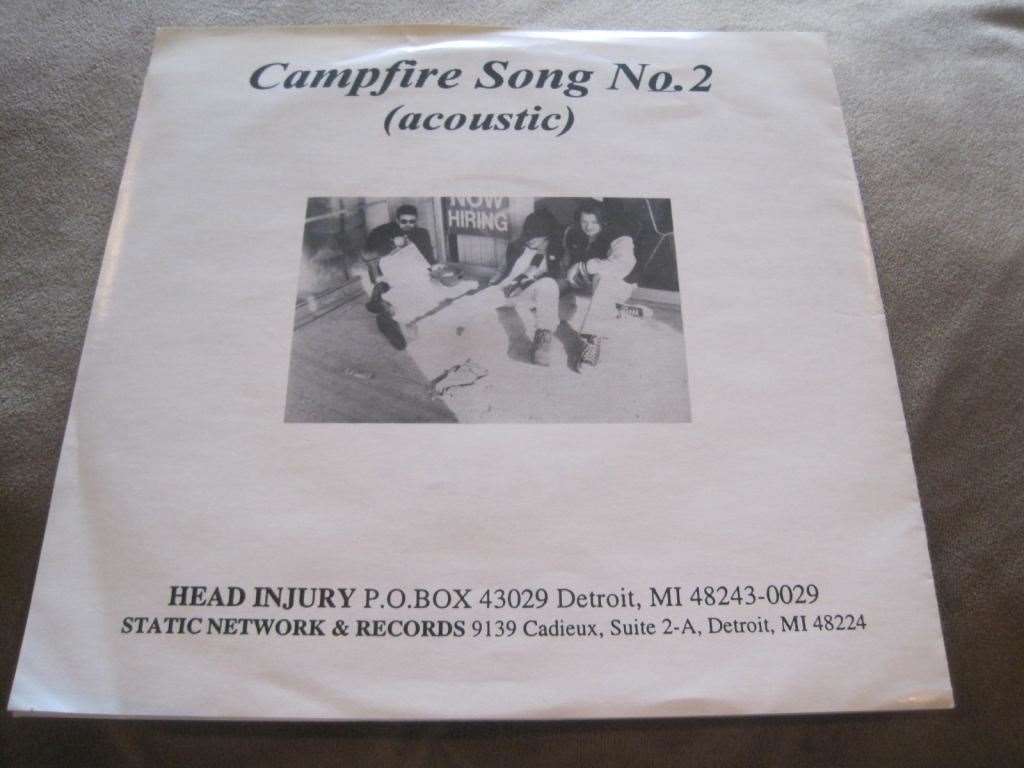 Campfire Song No.2
(acoustic)
NOW
HIRING
HEAD INJURY P.O.BOX 43029 Detroit, MI 48243-0029
STATIC NETWORK & RECORDS 9139 Cadieux, Suite 2-A, Detroit, MI 48224